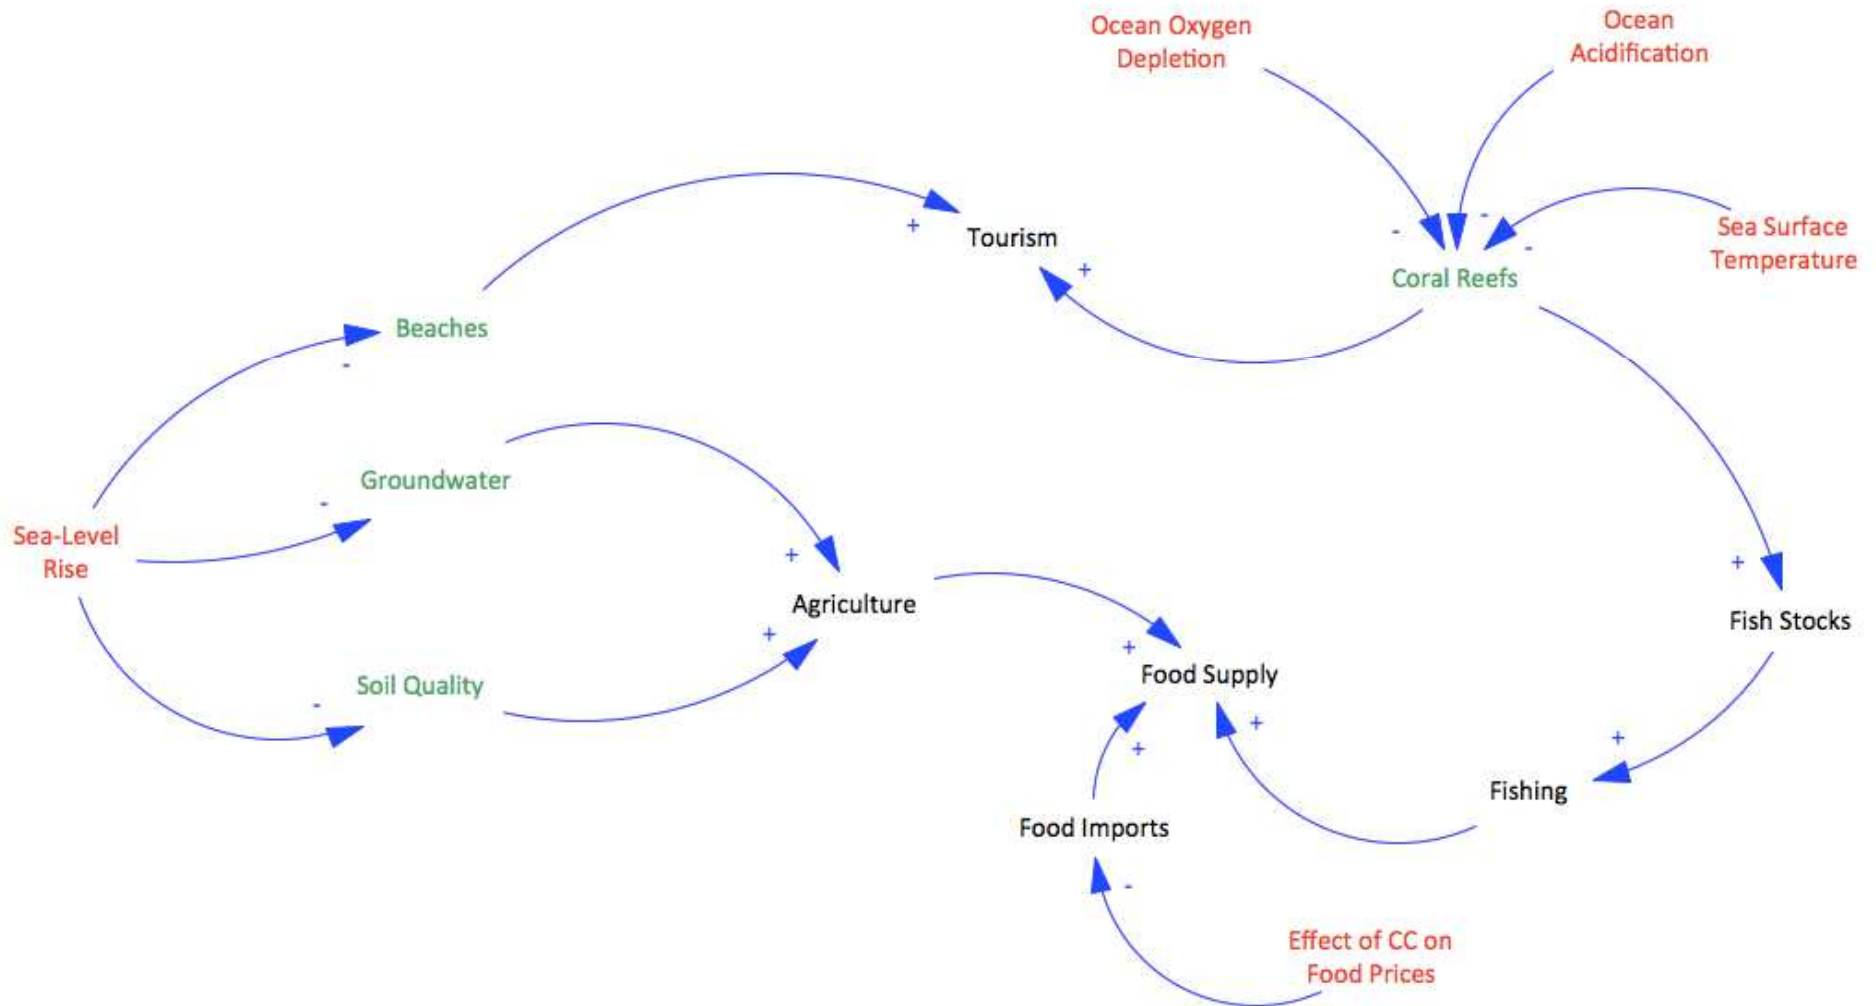 Ocean Oxygen
Depletion
Ocean
Acidification
Sea Surface
Temperature
Tourism
+
+
-
-
-
Coral Reefs
Beaches
-
Groundwater
-
Sea-Level
Rise
+
+
Agriculture
+
Fish Stocks
+
Soil Quality
-
+
Food Supply
+
+
+
Fishing
Food Imports
-
Effect of CC on
Food Prices